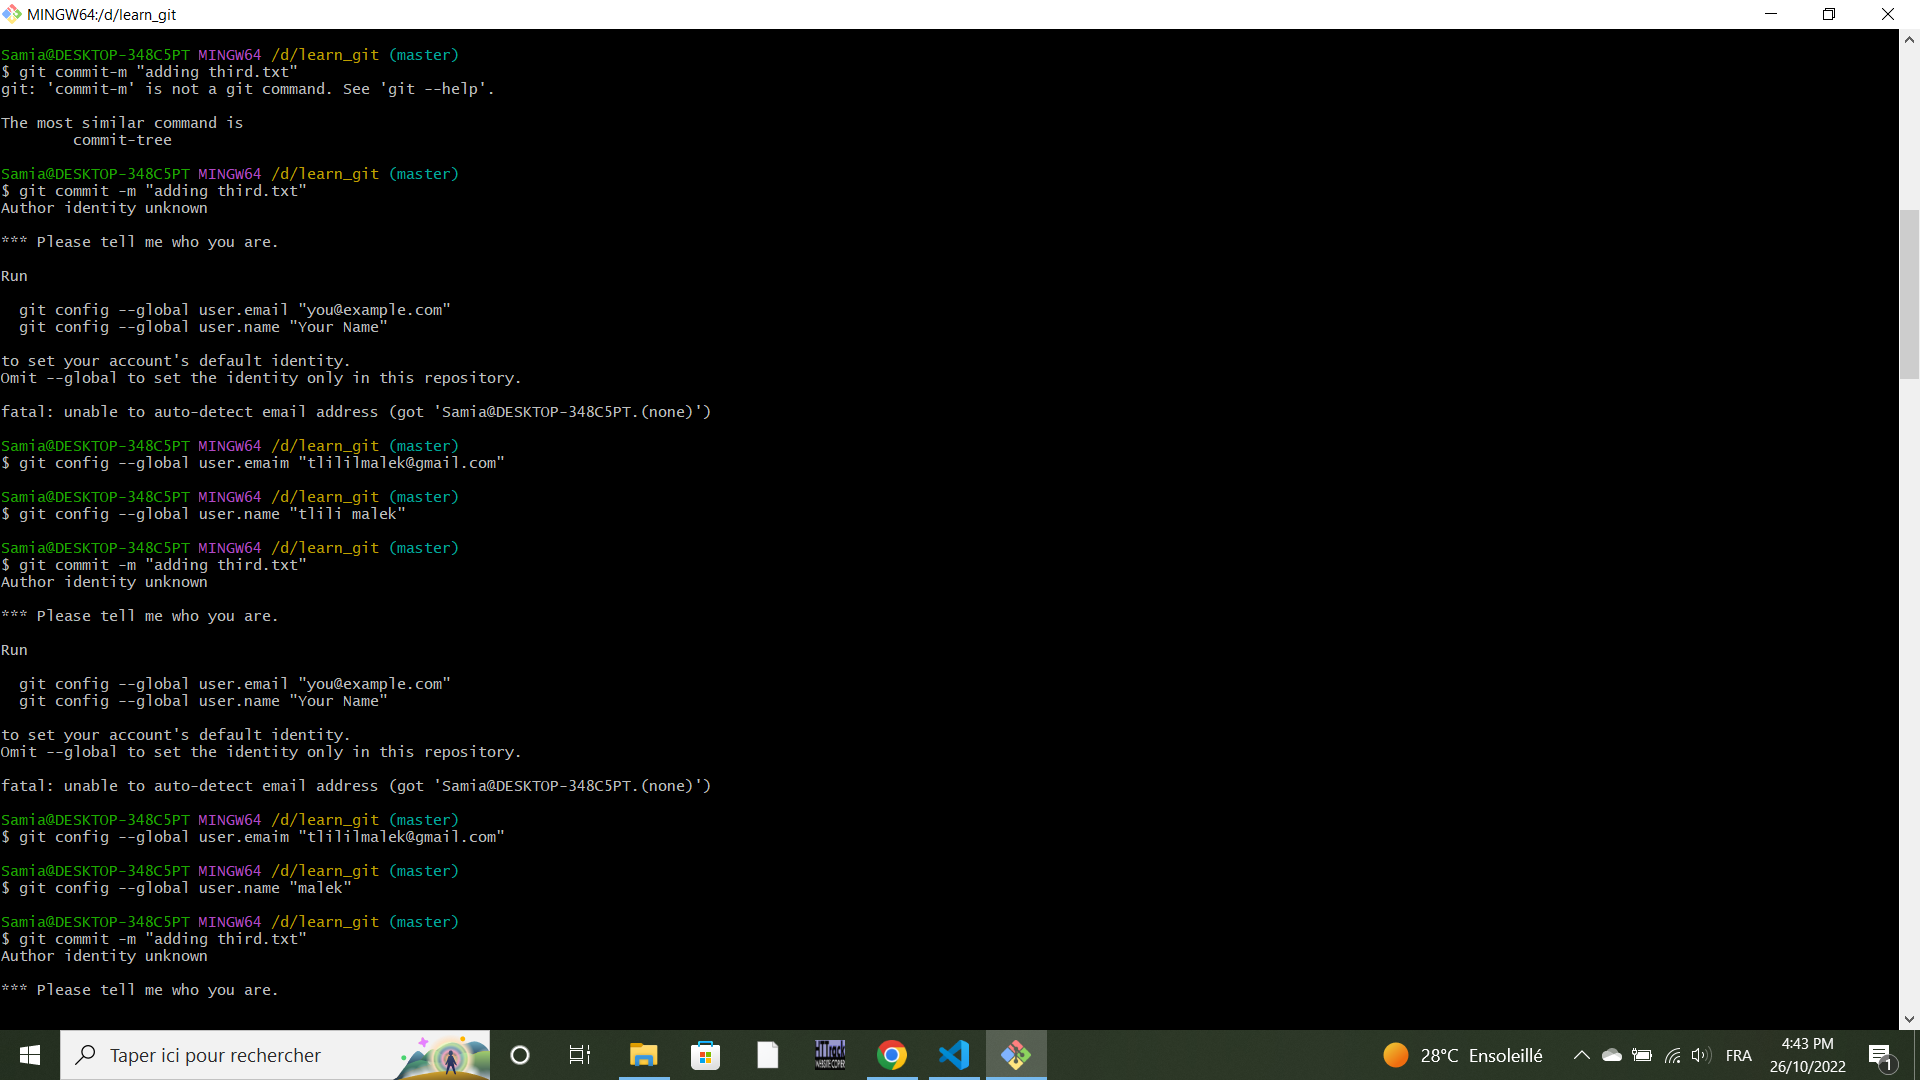 MINGW64:/d/learn_git
Samia@DESKTOP-348C5PT MINGW64 /d/learn_git (master)
$ git commit-m "adding third.txt"
git: 'commit-m' is not a git command. See 'git --help'.
The most similar command is
commit-tree
Samia@DESKTOP-348C5PT MINGW64 /d/learn_git (master)
$ git commit -m "adding third.txt"
Author identity unknown
*** Please tell me who you are.
Run
git config --global user.email "you@example.com"
git config --global user.name "Your Name"
to set your account's default identity.
Omit --global to set the identity only in this repository.
fatal: unable to auto-detect email address (got 'Samia@DESKTOP-348C5PT.(none)')
Samia@DESKTOP-348C5PT MINGW64 /d/learn_git (master)
$ git config --global user.emaim "tlililmalek@gmail.com"
Samia@DESKTOP-348C5PT MINGW64 /d/learn_git (master)
$ git config --global user.name "tlili malek"
Samia@DESKTOP-348C5PT MINGW64 /d/learn_git (master)
$ git commit -m "adding third.txt"
Author identity unknown
*** Please tell me who you are.
Run
git config --global user.email "you@example.com"
git config --global user.name "Your Name"
to set your account's default identity.
Omit --global to set the identity only in this repository.
fatal: unable to auto-detect email address (got 'Samia@DESKTOP-348C5PT.(none)')
Samia@DESKTOP-348C5PT MINGW64 /d/learn_git (master)
$ git config --global user.emaim "tlililmalek@gmail.com"
Samia@DESKTOP-348C5PT MINGW64 /d/learn_git (master)
$ git config --global user.name "malek"
Samia@DESKTOP-348C5PT MINGW64 /d/learn_git (master)
$ git commit -m "adding third.txt"
Author identity unknown
*** Please tell me who you are.
Taper ici pour rechercher
HTTrack
WEBSITE COPIER
28°C Ensoleillé
FRA
4:43 PM
26/10/2022
1